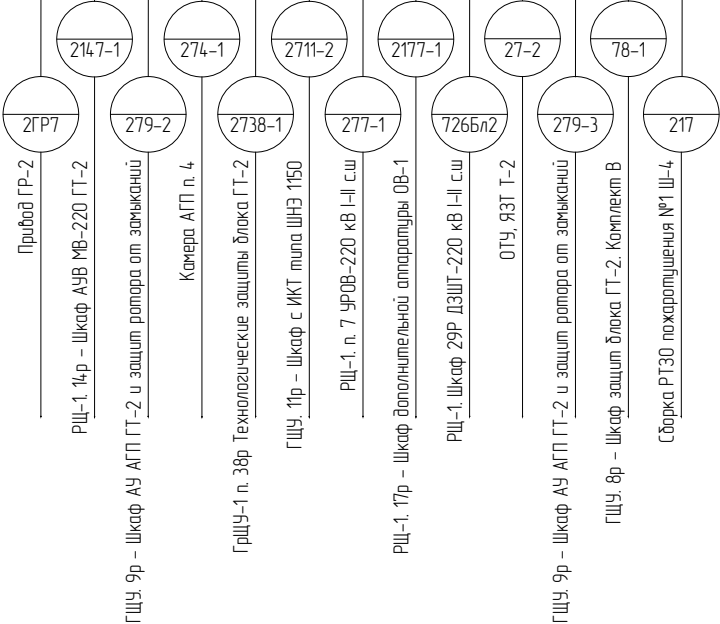 2147-1
274-1
2711-2
2177-1
27-2
78-1
2ГР7
279-2
2738-1
277-1
726Бл2
279-3
217
Привод ГР-2
РЩ-1. 14р - Шкаф АУВ МВ-220 ГТ-2
ГЩУ. 9р - Шкаф АУ АГП ГТ-2 и защит ротора от замыканий
Камера АГП п. 4
ГрЩУ-1 п. 38р Технологические защиты блока ГТ-2
ГЩУ. 11р - Шкаф с ИКТ типа ШНЭ 1150
РЩ-1. п. 7 УРОВ-220 кВ I-II с.ш
РЩ-1. 17р - Шкаф дополнительной аппаратуры ОВ-1
РЩ-1. Шкаф 29Р ДЗШТ-220 кВ I-II с.ш
ОТУ, ЯЗТ Т-2
ГЩУ. 9р - Шкаф АУ АГП ГТ-2 и защит ротора от замыканий
ГЩУ. 8р - Шкаф защит блока ГТ-2. Комплект В
Сборка РТЗО пожаротушения №1 Ш-4